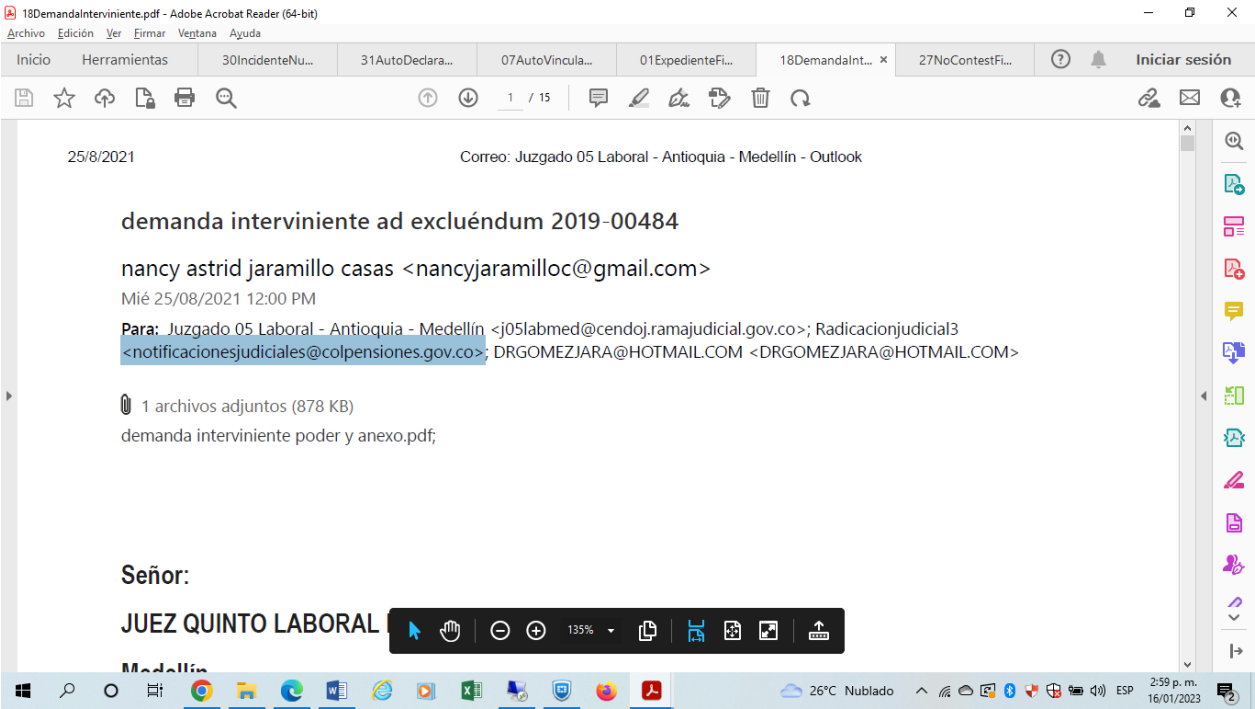 18DemandaInterviniente.pdf - Adobe Acrobat Reader (64-bit)
Archivo Edición Ver Firmar Ventana Ayuda
Inicio Herramientas 30IncidenteNu... 31AutoDeclara... 07AutoVincula... 01ExpedienteFi... 18DemandaInt... × 27NoContestFi... Iniciar sesión
1 / 15
25/8/2021 Correo: Juzgado 05 Laboral - Antioquia - Medellín - Outlook
demanda interviniente ad excluéndum 2019-00484
nancy astrid jaramillo casas <nancyjaramilloc@gmail.com>
Mié 25/08/2021 12:00 PM
Para: Juzgado 05 Laboral - Antioquia - Medellín <j05labmed@cendoj.ramajudicial.gov.co>; Radicacionjudicial3
<notificacionesjudiciales@colpensiones.gov.co>; DRGOMEZJARA@HOTMAIL.COM <DRGOMEZJARA@HOTMAIL.COM>
1 archivos adjuntos (878 KB)
demanda interviniente poder y anexo.pdf;
Señor:
JUEZ QUINTO LABORAL
135%
Medellín
26°C Nublado ESP 2:59 p. m.
16/01/2023
2